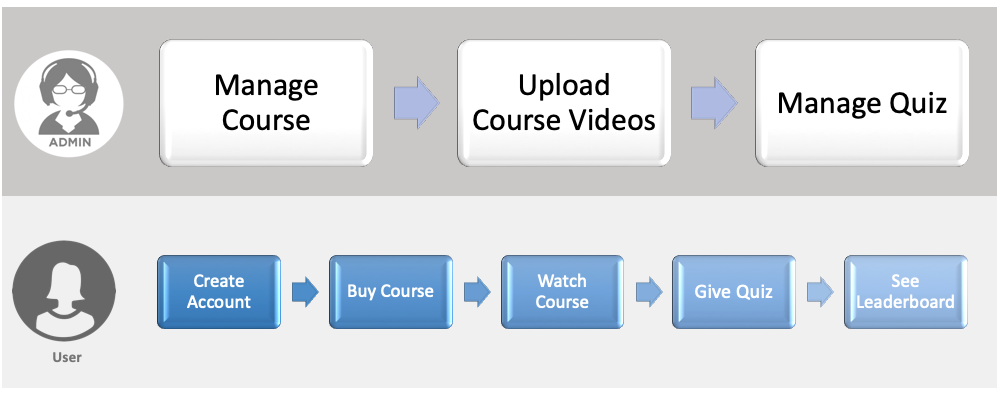 ADMIN
Manage
Course
Upload
Course Videos
Manage Quiz
User
Create
Account
Buy Course
Watch
Course
Give Quiz
See
Leaderboard